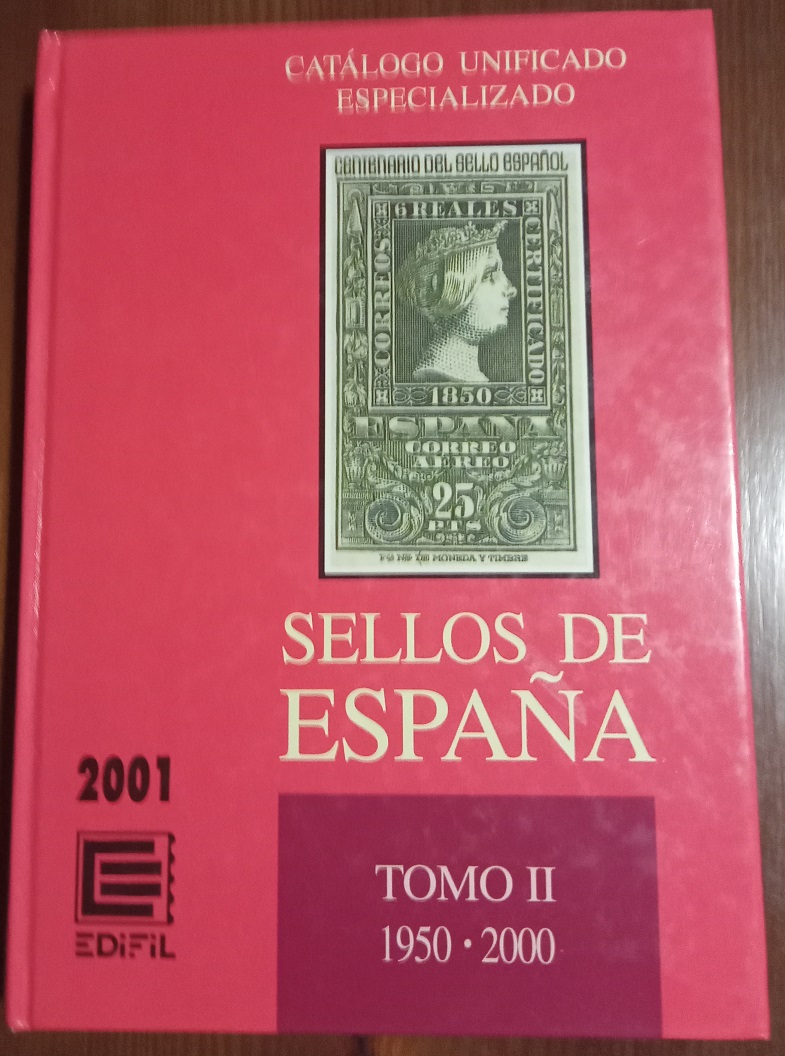 CATÁLOGO UNIFICADO
ESPECIALIZADO
CENTENARIO DEL SELLO ESPAÑOL
6 REALES
CORREOS
CERTIFICADO
1850
ESPAÑA
CORREO
AEREO
25
PTS
DE MONEDA Y TIMBRE
SELLOS DE
ESPAÑA
2001
EDIFIL
TOMO II
1950 · 2000